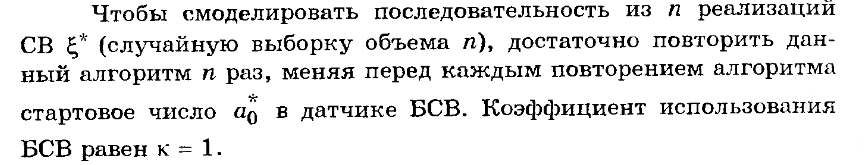 Чтобы смоделировать последовательность из n реализаций
СВ ξ* (случайную выборку объема n), достаточно повторить дан-
ный алгоритм n раз, меняя перед каждым повторением алгоритма
стартовое число a₀* в датчике БСВ. Коэффициент использования
БСВ равен к = 1.